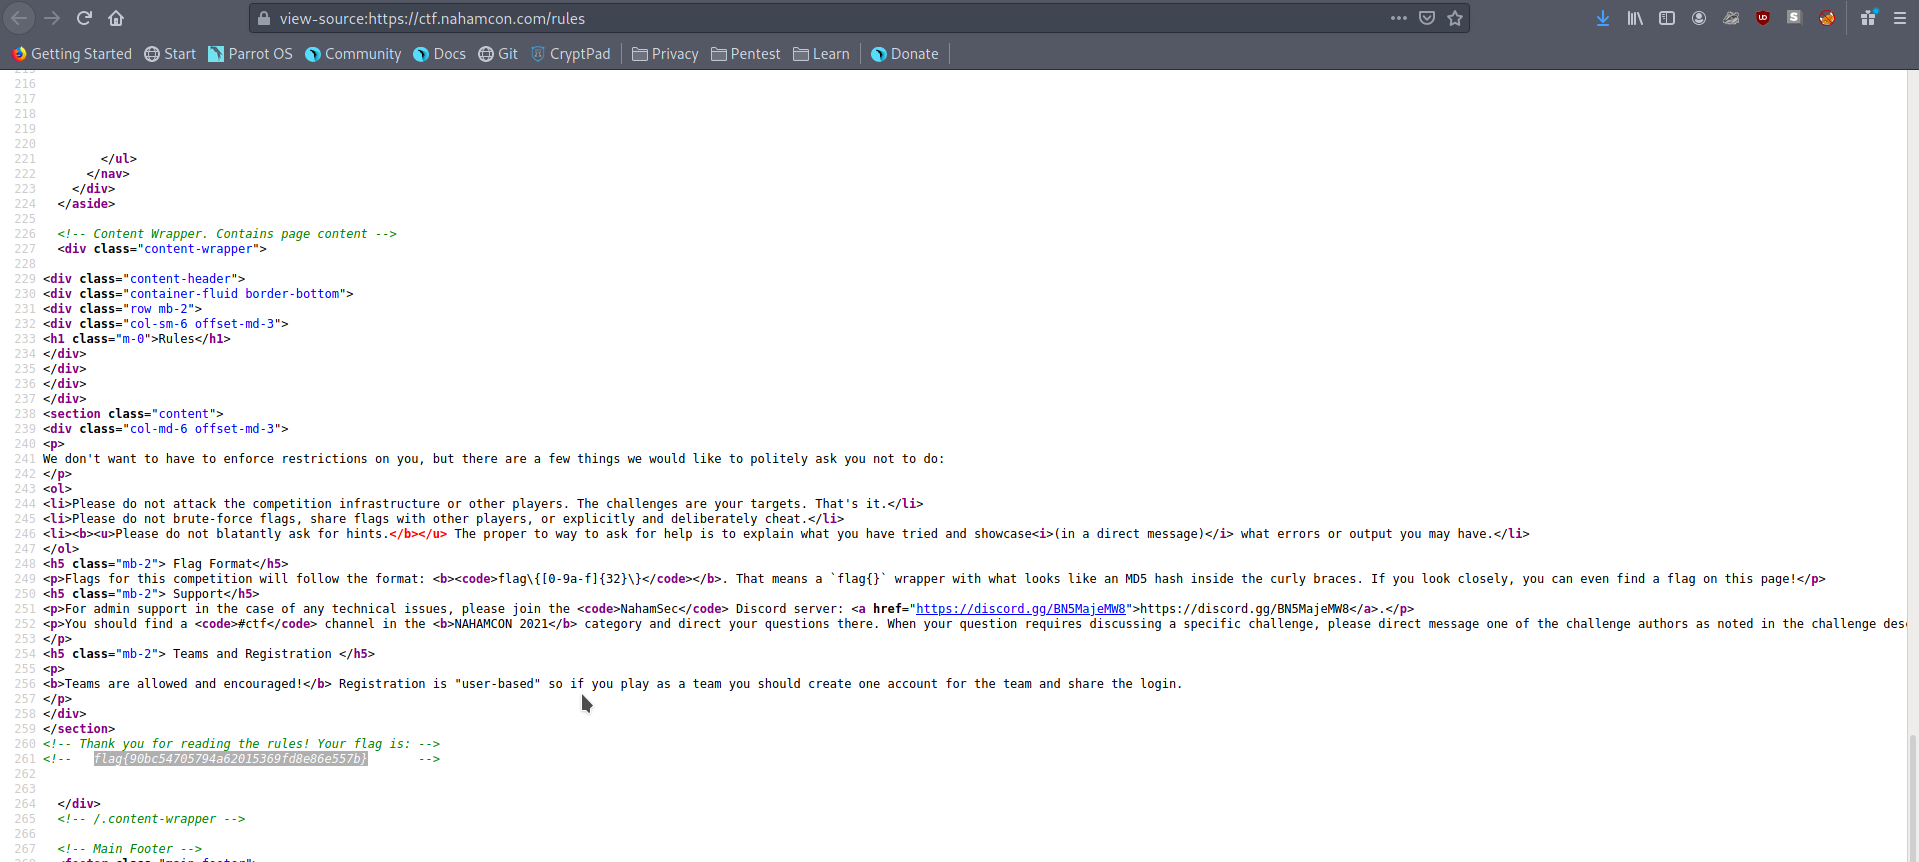 view-source:https://ctf.nahamcon.com/rules
Getting Started Start Parrot OS Community Docs Git CryptPad Privacy Pentest Learn Donate
215
216
217
218
219
220
221 </ul>
222 </nav>
223 </div>
224 </aside>
225
226 <!-- Content Wrapper. Contains page content -->
227 <div class="content-wrapper">
228
229 <div class="content-header">
230 <div class="container-fluid border-bottom">
231 <div class="row mb-2">
232 <div class="col-sm-6 offset-md-3">
233 <h1 class="m-0">Rules</h1>
234 </div>
235 </div>
236 </div>
237 </div>
238 <section class="content">
239 <div class="col-md-6 offset-md-3">
240 <p>
241 We don't want to have to enforce restrictions on you, but there are a few things we would like to politely ask you not to do:
242 </p>
243 <ol>
244 <li>Please do not attack the competition infrastructure or other players. The challenges are your targets. That's it.</li>
245 <li>Please do not brute-force flags, share flags with other players, or explicitly and deliberately cheat.</li>
246 <li><b><u>Please do not blatantly ask for hints.</b></u> The proper to way to ask for help is to explain what you have tried and showcase<i>(in a direct message)</i> what errors or output you may have.</li>
247 </ol>
248 <h5 class="mb-2"> Flag Format</h5>
249 <p>Flags for this competition will follow the format: <b><code>flag\{[0-9a-f]{32}\}</code></b>. That means a `flag{}` wrapper with what looks like an MD5 hash inside the curly braces. If you look closely, you can even find a flag on this page!</p>
250 <h5 class="mb-2"> Support</h5>
251 <p>For admin support in the case of any technical issues, please join the <code>NahamSec</code> Discord server: <a href="https://discord.gg/BN5MajeMW8">https://discord.gg/BN5MajeMW8</a>.</p>
252 <p>You should find a <code>#ctf</code> channel in the <b>NAHAMCON 2021</b> category and direct your questions there. When your question requires discussing a specific challenge, please direct message one of the challenge authors as noted in the challenge des
253 </p>
254 <h5 class="mb-2"> Teams and Registration </h5>
255 <p>
256 <b>Teams are allowed and encouraged!</b> Registration is "user-based" so if you play as a team you should create one account for the team and share the login.
257 </p>
258 </div>
259 </section>
260 <!-- Thank you for reading the rules! Your flag is: -->
261 <!-- flag{90bc54705794a62015369fd8e86e557b} -->
262
263
264 </div>
265 <!-- /.content-wrapper -->
266
267 <!-- Main Footer -->
268 <footer class="main-footer">